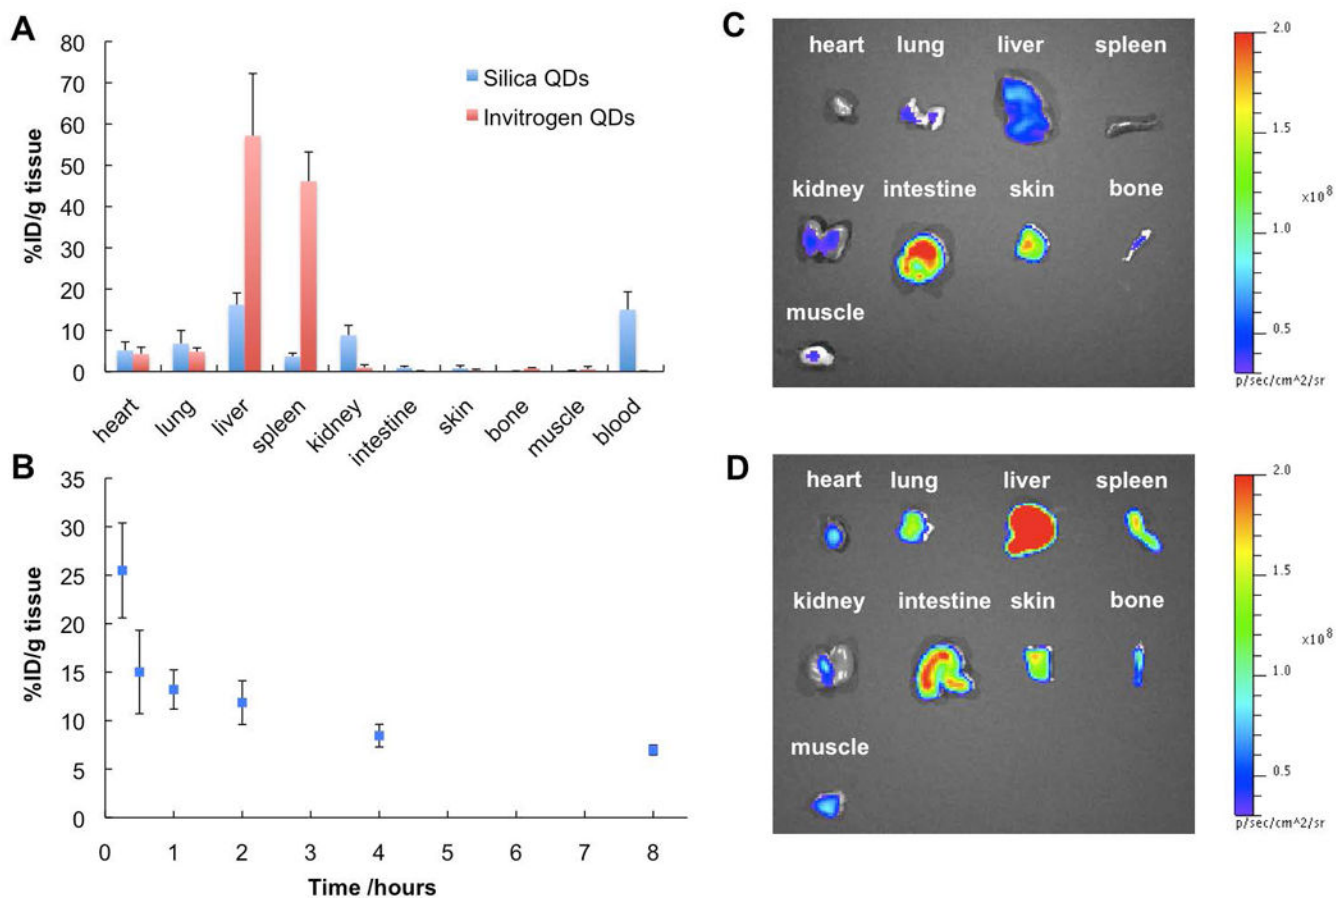 A
80
70
60
50
40
30
20
10
0
%ID/g tissue
Silica QDs
Invitrogen QDs
heart
lung
liver
spleen
kidney
intestine
skin
bone
muscle
blood
B
35
30
25
20
15
10
5
0
%ID/g tissue
0 1 2 3 4 5 6 7 8
Time /hours
C
heart lung liver spleen
kidney intestine skin bone
muscle
2.0
1.5
x10^8
1.0
0.5
p/sec/cm^2/sr
D
heart lung liver spleen
kidney intestine skin bone
muscle
2.0
1.5
x10^8
1.0
0.5
p/sec/cm^2/sr